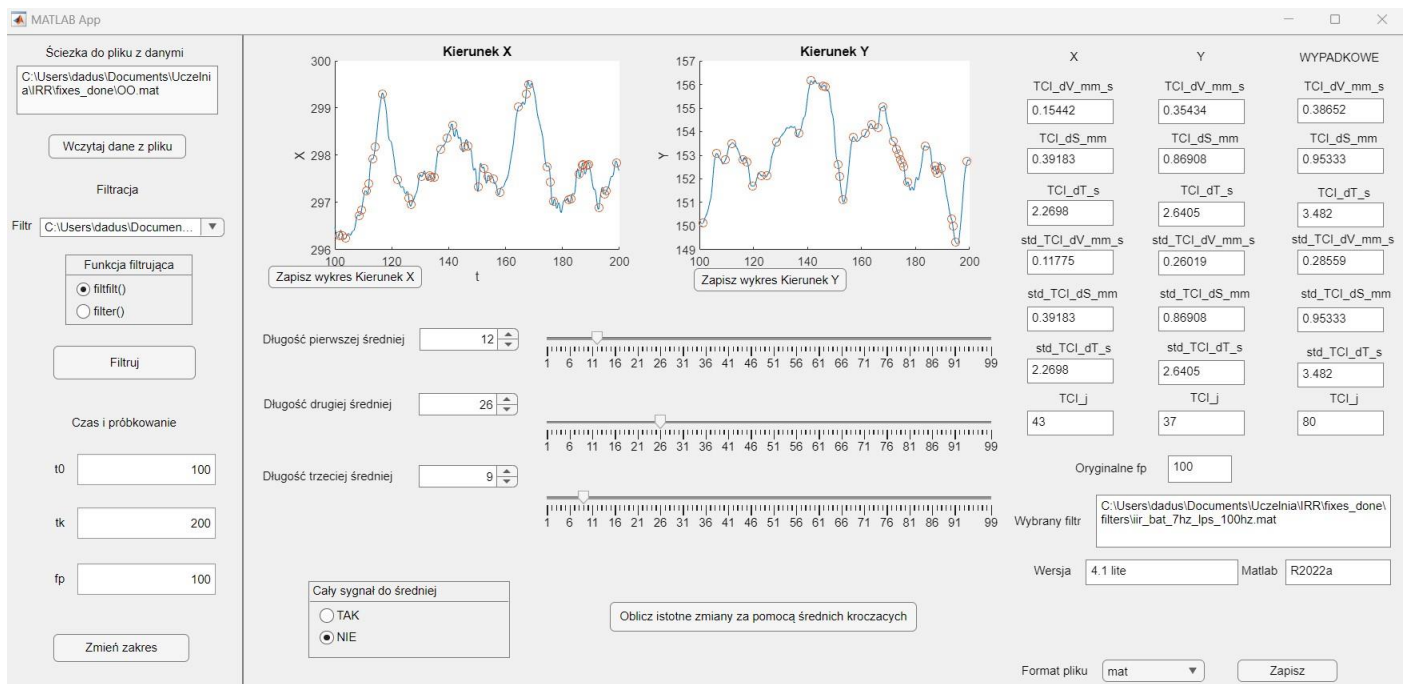 MATLAB App
Ściezka do pliku z danymi
C:\Users\dadus\Documents\Uczelni
a\IRR\fixes_done\OO.mat
Wczytaj dane z pliku
Filtracja
Filtr C:\Users\dadus\Documen...
Funkcja filtrująca
filtfilt()
filter()
Filtruj
Czas i próbkowanie
t0 100
tk 200
fp 100
Zmień zakres
Kierunek X
300
299
298
297
296
X
100 120 140 160 180 200
t
Zapisz wykres Kierunek X
Kierunek Y
157
156
155
154
153
152
151
150
149
Y
100 120 140 160 180 200
Zapisz wykres Kierunek Y
Długość pierwszej średniej 12
1 6 11 16 21 26 31 36 41 46 51 56 61 66 71 76 81 86 91 99
Długość drugiej średniej 26
1 6 11 16 21 26 31 36 41 46 51 56 61 66 71 76 81 86 91 99
Długość trzeciej średniej 9
1 6 11 16 21 26 31 36 41 46 51 56 61 66 71 76 81 86 91 99
Cały sygnał do średniej
TAK
NIE
Oblicz istotne zmiany za pomocą średnich kroczacych
X Y WYPADKOWE
TCI_dV_mm_s TCI_dV_mm_s TCI_dV_mm_s
0.15442 0.35434 0.38652
TCI_dS_mm TCI_dS_mm TCI_dS_mm
0.39183 0.86908 0.95333
TCI_dT_s TCI_dT_s TCI_dT_s
2.2698 2.6405 3.482
std_TCI_dV_mm_s std_TCI_dV_mm_s std_TCI_dV_mm_s
0.11775 0.26019 0.28559
std_TCI_dS_mm std_TCI_dS_mm std_TCI_dS_mm
0.39183 0.86908 0.95333
std_TCI_dT_s std_TCI_dT_s std_TCI_dT_s
2.2698 2.6405 3.482
TCI_j TCI_j TCI_j
43 37 80
Oryginalne fp 100
Wybrany filtr C:\Users\dadus\Documents\Uczelnia\IRR\fixes_done\
filters\iir_bat_7hz_lps_100hz.mat
Wersja 4.1 lite Matlab R2022a
Format pliku mat Zapisz